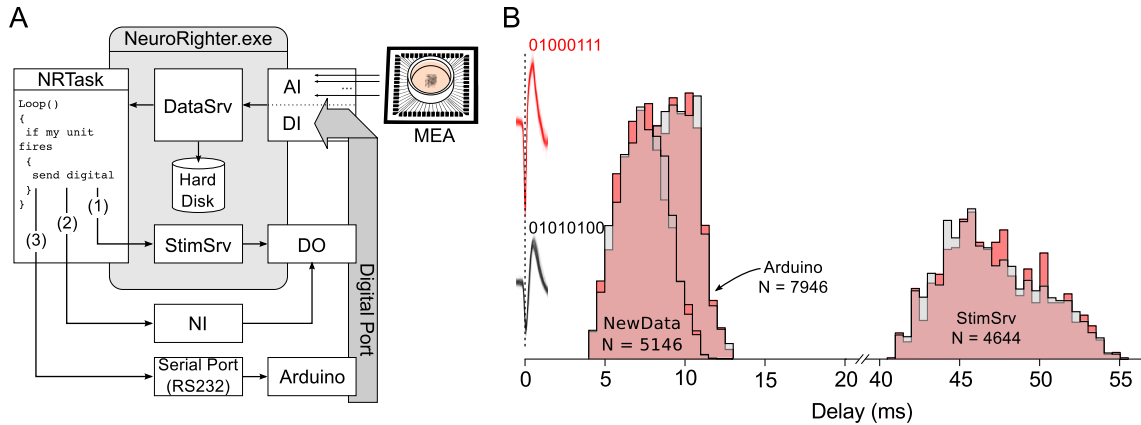 A
NeuroRighter.exe
NRTask
Loop()
{
if my unit
fires
{
send digital
}
}
(1)
(2)
(3)
DataSrv
Hard
Disk
StimSrv
NI
Serial Port
(RS232)
AI
...
DI
DO
Arduino
MEA
Digital Port
B
01000111
01010100
NewData
N = 5146
Arduino
N = 7946
StimSrv
N = 4644
0 5 10 15 20 40 45 50 55
Delay (ms)